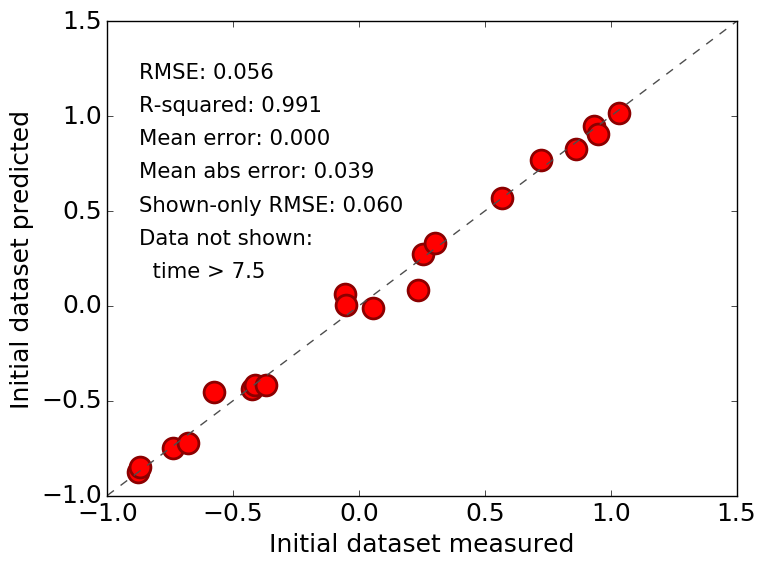 RMSE: 0.056
R-squared: 0.991
Mean error: 0.000
Mean abs error: 0.039
Shown-only RMSE: 0.060
Data not shown:
time > 7.5
Initial dataset predicted
1.5
1.0
0.5
0.0
−0.5
−1.0
−1.0 −0.5 0.0 0.5 1.0 1.5
Initial dataset measured